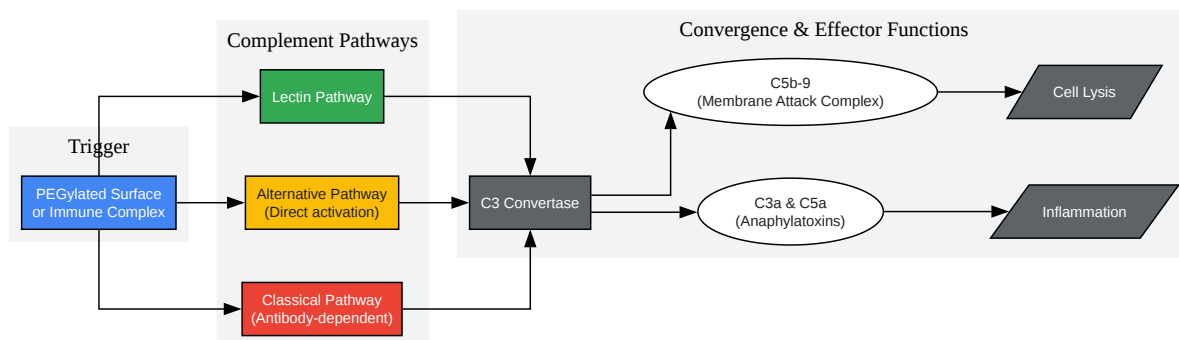 Trigger
PEGylated Surface
or Immune Complex
Complement Pathways
Lectin Pathway
Alternative Pathway
(Direct activation)
Classical Pathway
(Antibody-dependent)
Convergence & Effector Functions
C3 Convertase
C5b-9
(Membrane Attack Complex)
Cell Lysis
C3a & C5a
(Anaphylatoxins)
Inflammation